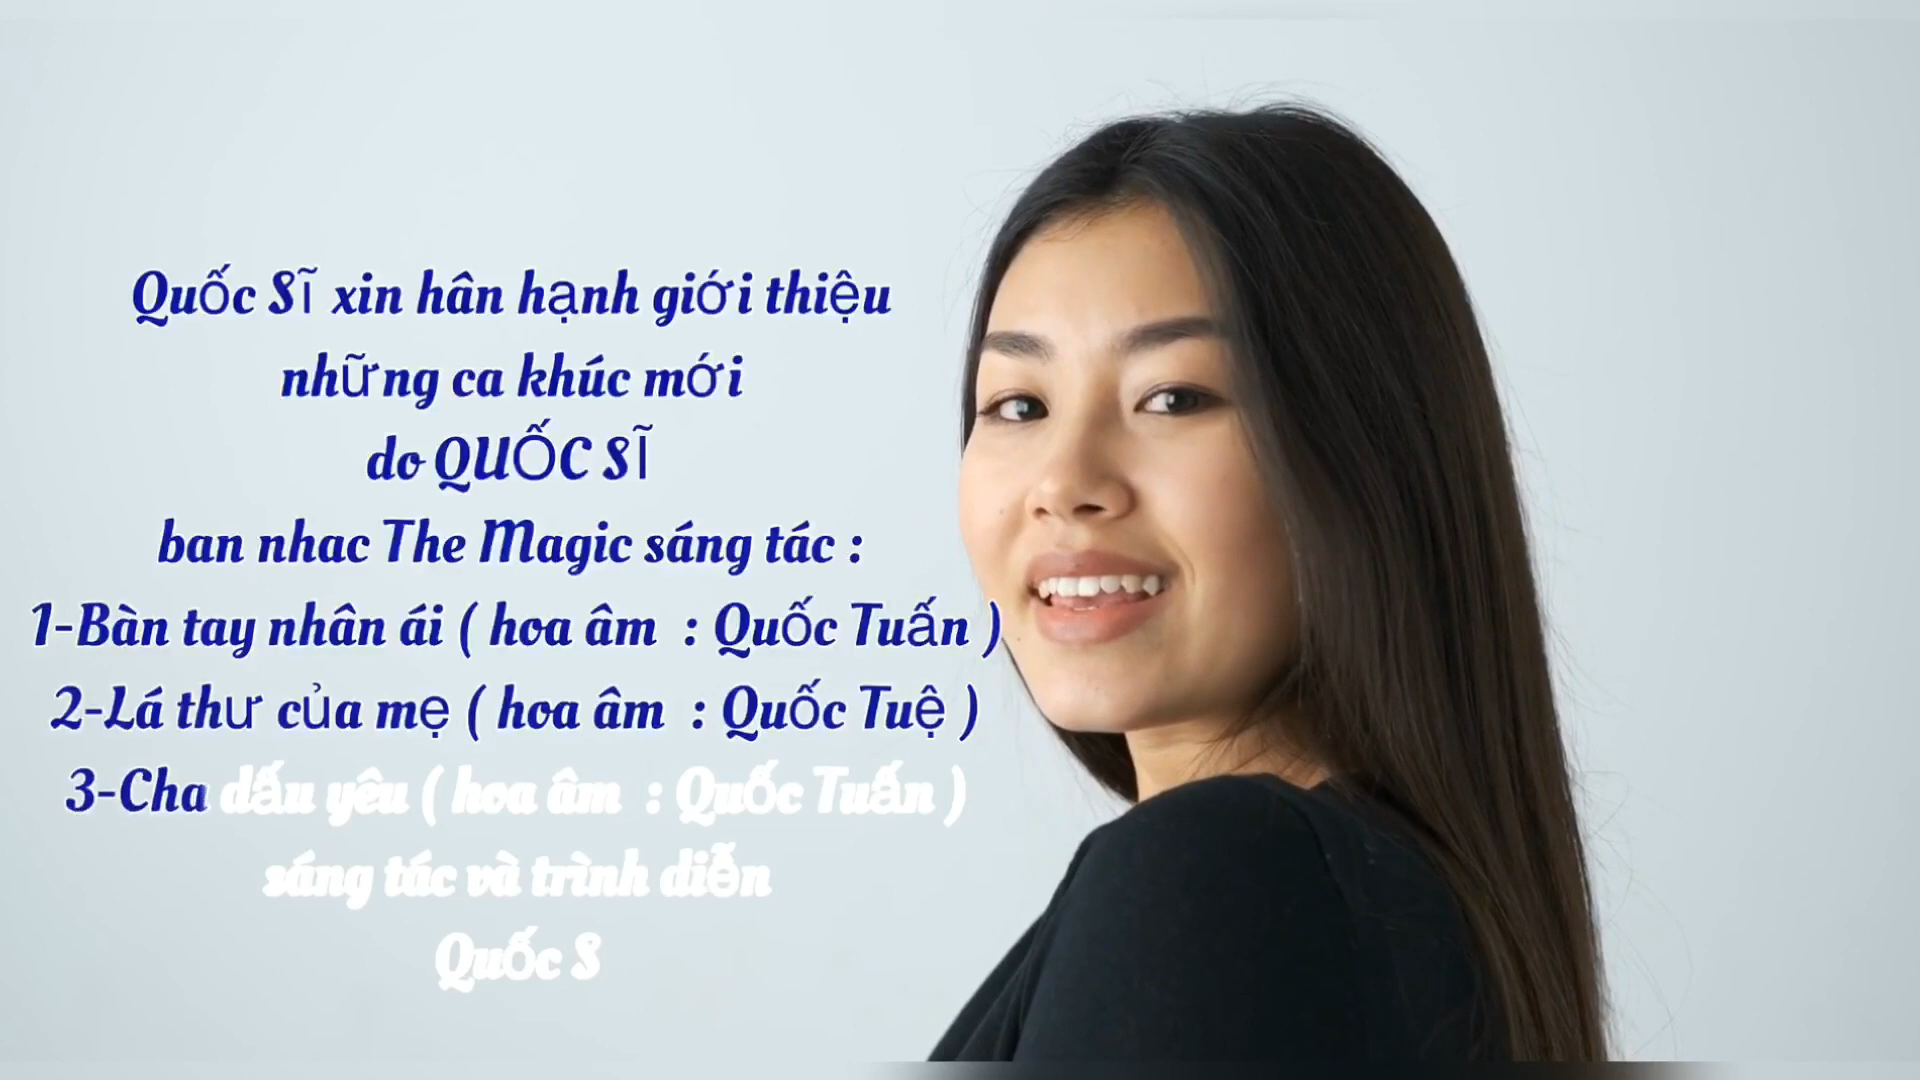 Quốc Sĩ xin hân hạnh giới thiệu
những ca khúc mới
do QUỐC SĨ
ban nhac The Magic sáng tác :
1-Bàn tay nhân ái ( hoa âm : Quốc Tuấn )
2-Lá thư của mẹ ( hoa âm : Quốc Tuệ )
3-Cha dấu yêu ( hoa âm : Quốc Tuấn )
sáng tác và trình diễn
Quốc S